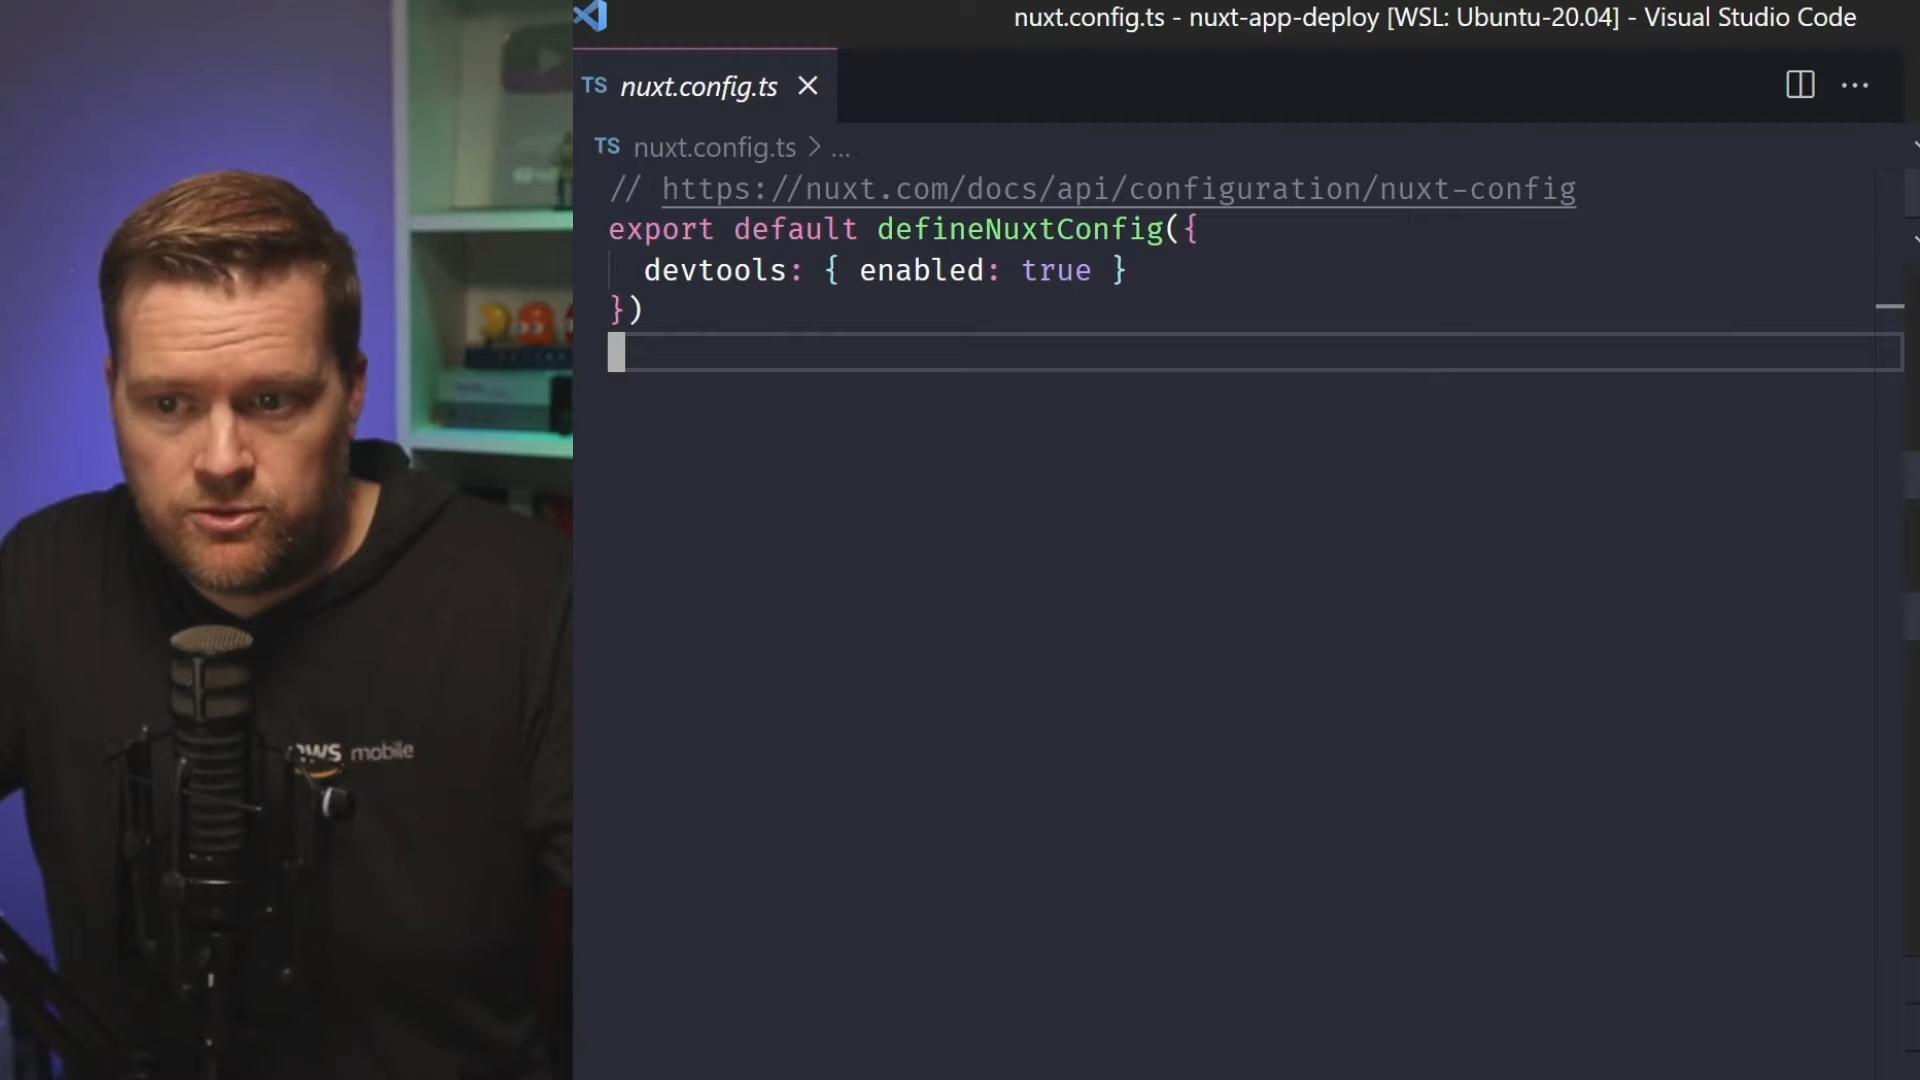 nuxt.config.ts - nuxt-app-deploy [WSL: Ubuntu-20.04] - Visual Studio Code
TS nuxt.config.ts
TS nuxt.config.ts > ...
// https://nuxt.com/docs/api/configuration/nuxt-config
export default defineNuxtConfig({
devtools: { enabled: true }
})
aws mobile